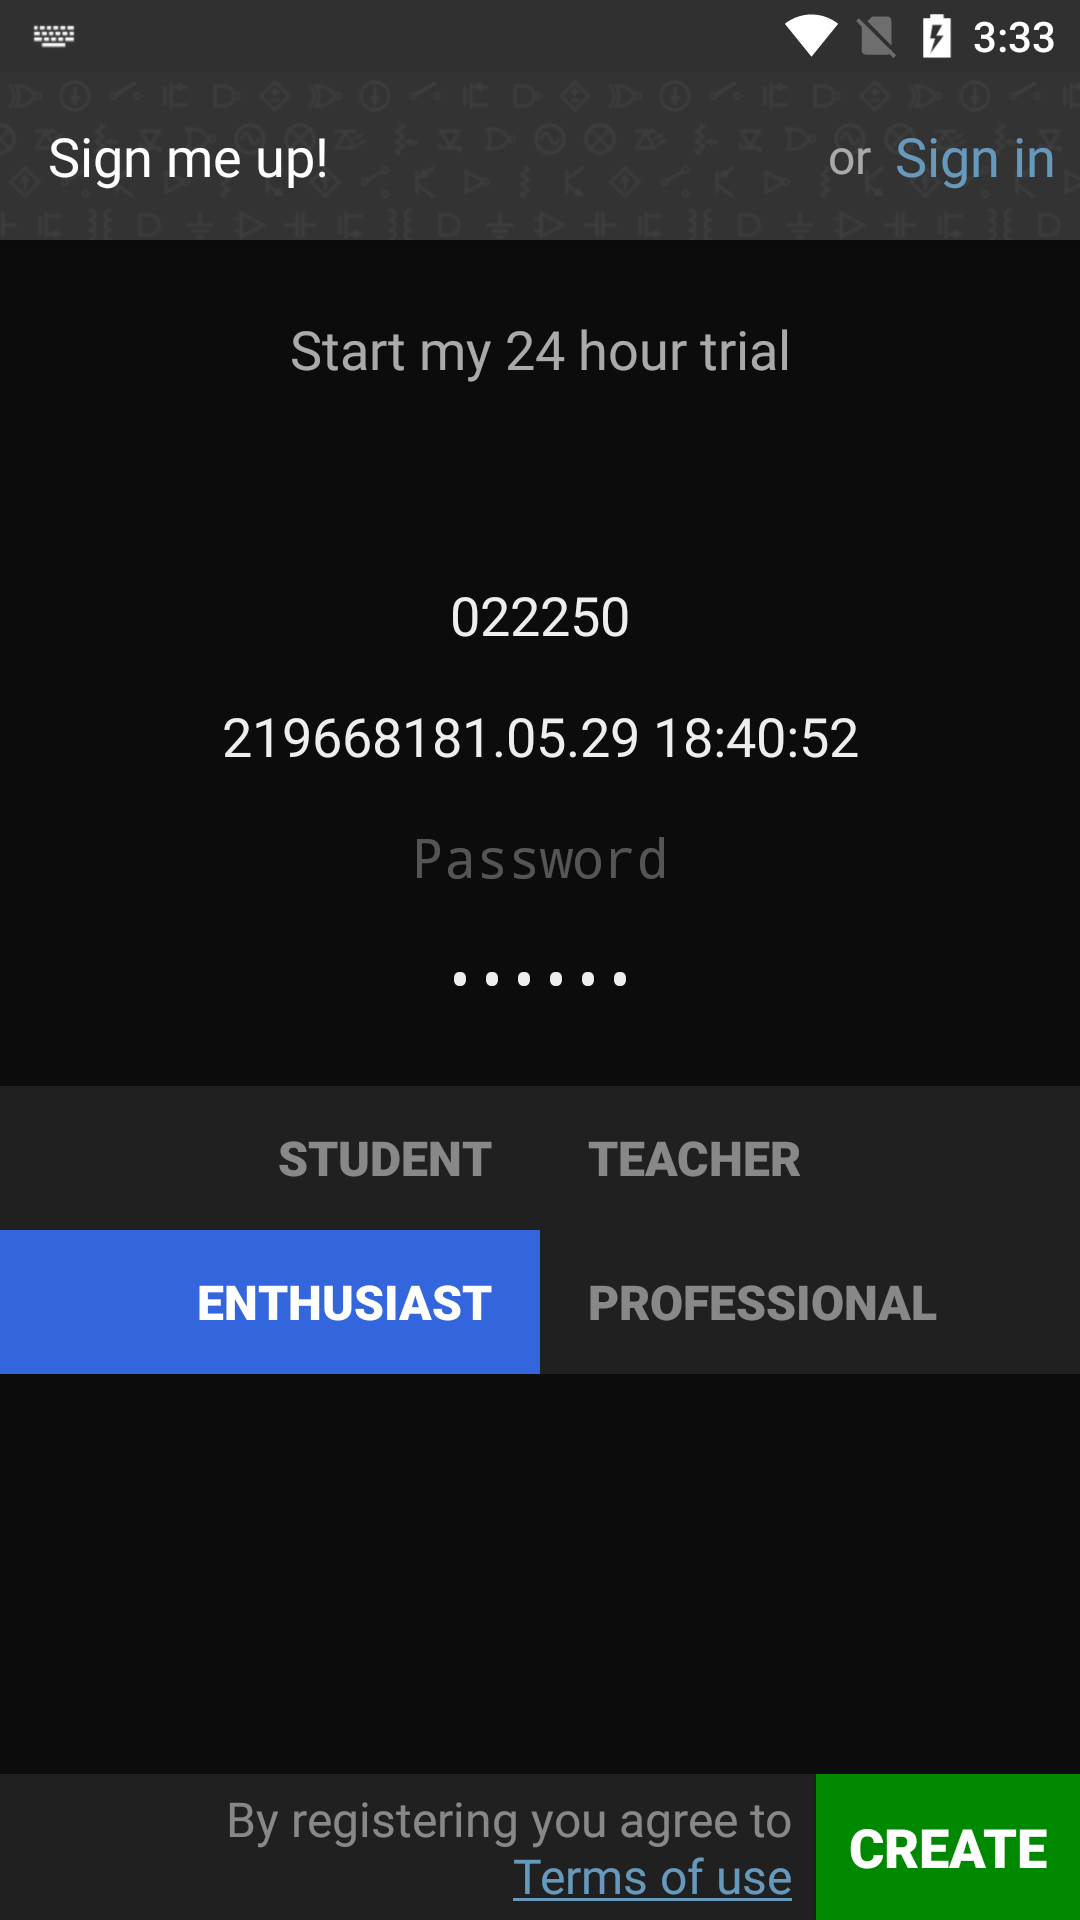 3:33
Sign me up! or Sign in
Start my 24 hour trial
022250
219668181.05.29 18:40:52
Password
••••••
STUDENT TEACHER
ENTHUSIAST PROFESSIONAL
By registering you agree to
Terms of use
CREATE